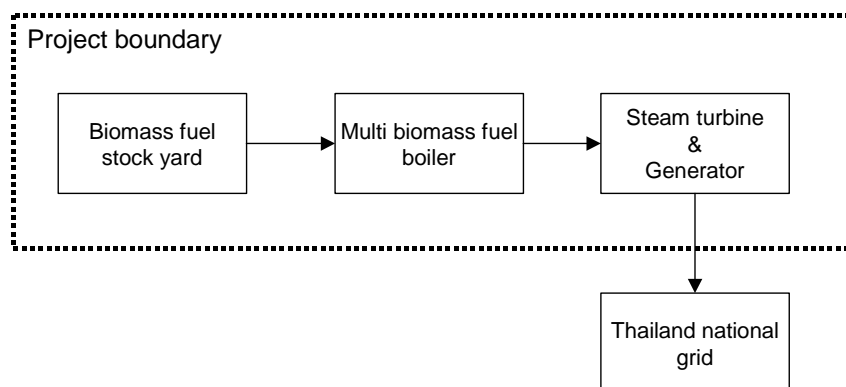 Project boundary
Biomass fuel
stock yard
Multi biomass fuel
boiler
Steam turbine
&
Generator
Thailand national
grid